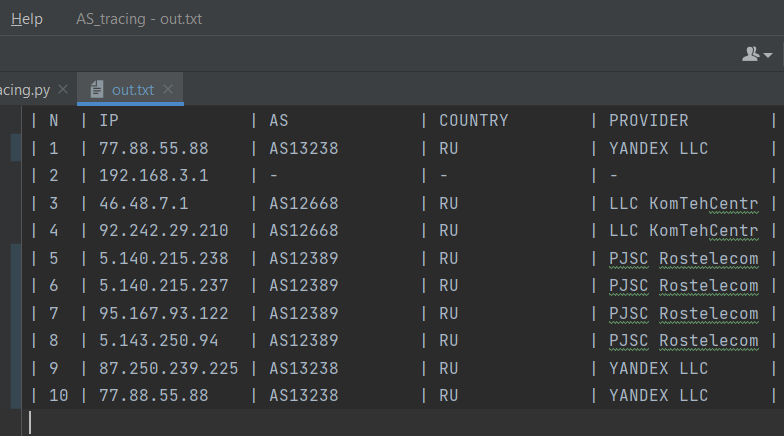 Help AS_tracing - out.txt
acing.py out.txt
| N | IP | AS | COUNTRY | PROVIDER |
| 1 | 77.88.55.88 | AS13238 | RU | YANDEX LLC |
| 2 | 192.168.3.1 | - | - | - |
| 3 | 46.48.7.1 | AS12668 | RU | LLC KomTehCentr |
| 4 | 92.242.29.210 | AS12668 | RU | LLC KomTehCentr |
| 5 | 5.140.215.238 | AS12389 | RU | PJSC Rostelecom |
| 6 | 5.140.215.237 | AS12389 | RU | PJSC Rostelecom |
| 7 | 95.167.93.122 | AS12389 | RU | PJSC Rostelecom |
| 8 | 5.143.250.94 | AS12389 | RU | PJSC Rostelecom |
| 9 | 87.250.239.225 | AS13238 | RU | YANDEX LLC |
| 10 | 77.88.55.88 | AS13238 | RU | YANDEX LLC |